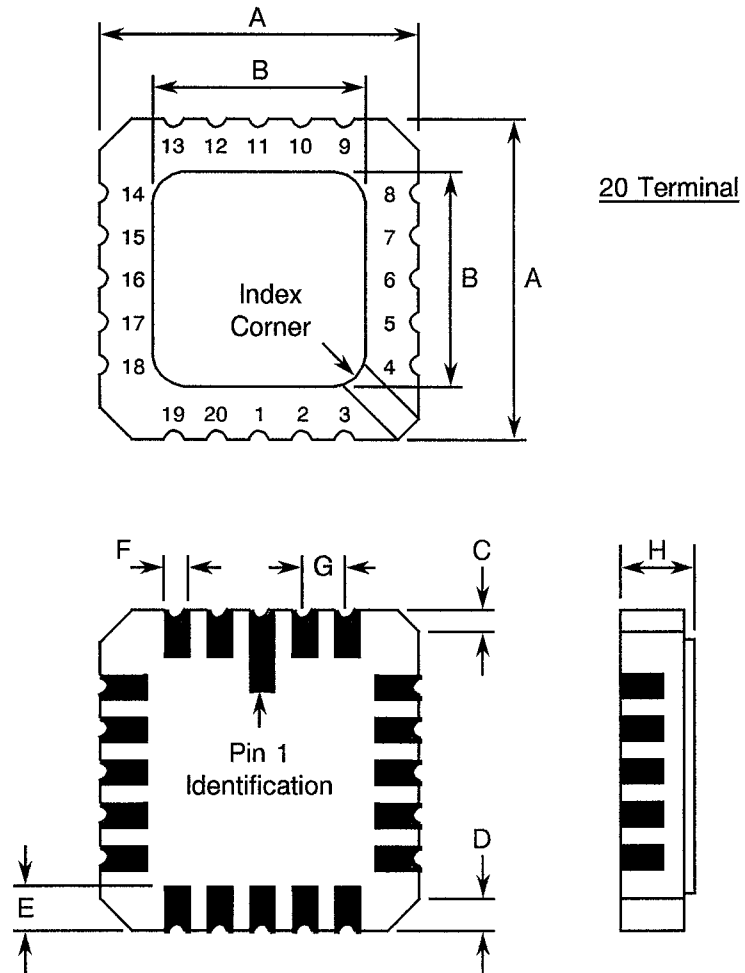 A
B
13 12 11 10 9
20 Terminal
14 8
15 7
16 6
17 5
18 4
B
A
Index
Corner
19 20 1 2 3
F
G
C
H
Pin 1
Identification
D
E